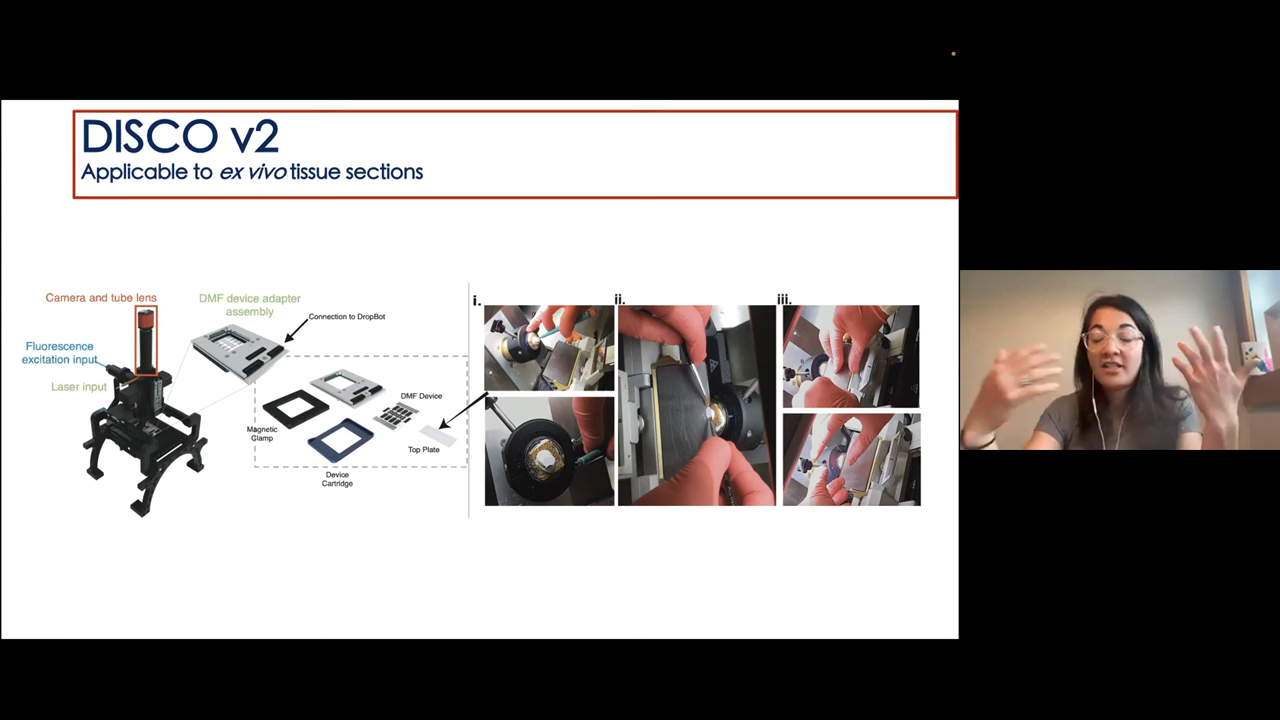 DISCO v2
Applicable to ex vivo tissue sections
Camera and tube lens
Fluorescence
excitation input
Laser input
DMF device adapter
assembly
Connection to DropBot
Magnetic
Clamp
DMF Device
Top Plate
Device
Cartridge
i.
ii.
iii.